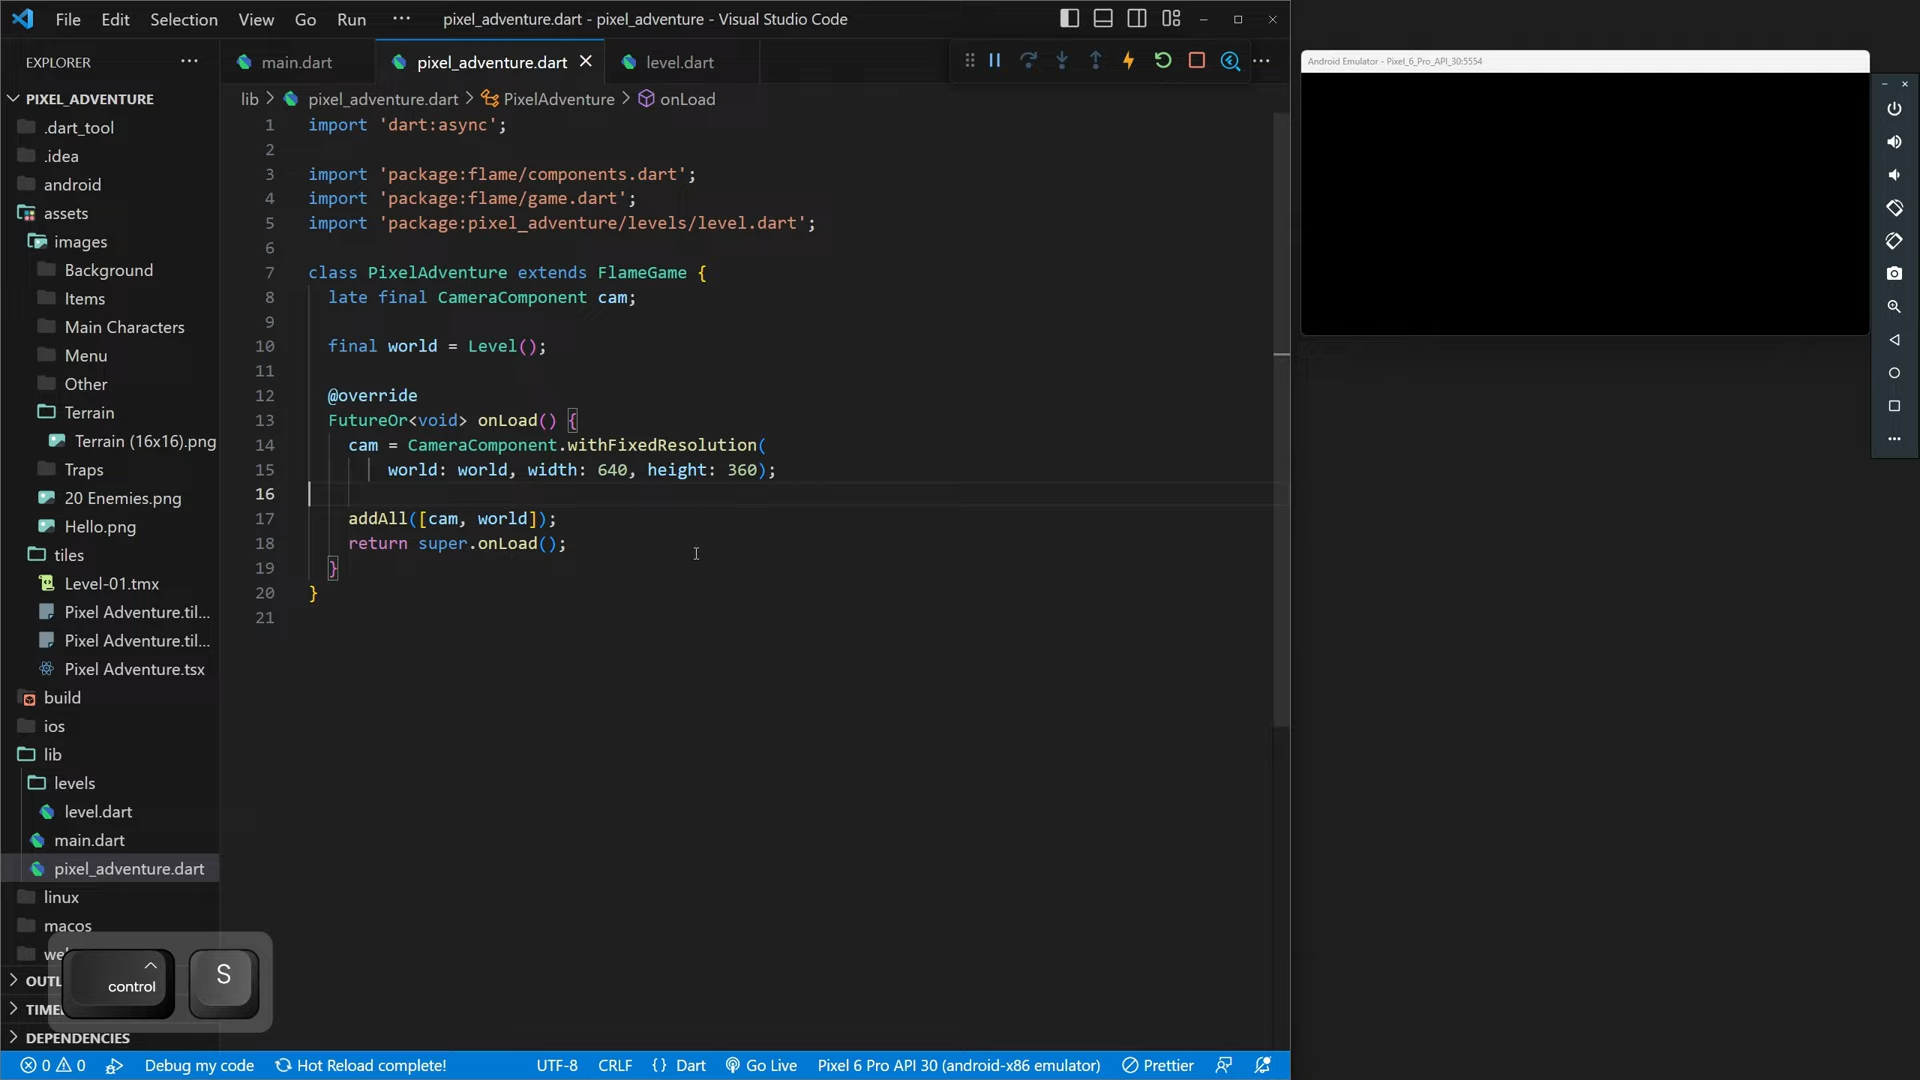 File Edit Selection View Go Run ··· pixel_adventure.dart - pixel_adventure - Visual Studio Code
EXPLORER ···
main.dart pixel_adventure.dart level.dart
PIXEL_ADVENTURE
lib > pixel_adventure.dart > PixelAdventure > onLoad
.dart_tool
.idea
android
assets
images
Background
Items
Main Characters
Menu
Other
Terrain
Terrain (16x16).png
Traps
20 Enemies.png
Hello.png
tiles
Level-01.tmx
Pixel Adventure.til...
Pixel Adventure.til...
Pixel Adventure.tsx
build
ios
lib
levels
level.dart
main.dart
pixel_adventure.dart
linux
macos
we
OUTL
TIME
DEPENDENCIES
1 import 'dart:async';
2
3 import 'package:flame/components.dart';
4 import 'package:flame/game.dart';
5 import 'package:pixel_adventure/levels/level.dart';
6
7 class PixelAdventure extends FlameGame {
8 late final CameraComponent cam;
9
10 final world = Level();
11
12 @override
13 FutureOr<void> onLoad() {
14 cam = CameraComponent.withFixedResolution(
15 world: world, width: 640, height: 360);
16
17 addAll([cam, world]);
18 return super.onLoad();
19 }
20 }
21
control
S
0 0 Debug my code Hot Reload complete! UTF-8 CRLF {} Dart Go Live Pixel 6 Pro API 30 (android-x86 emulator) Prettier
Android Emulator - Pixel_6_Pro_API_30:5554